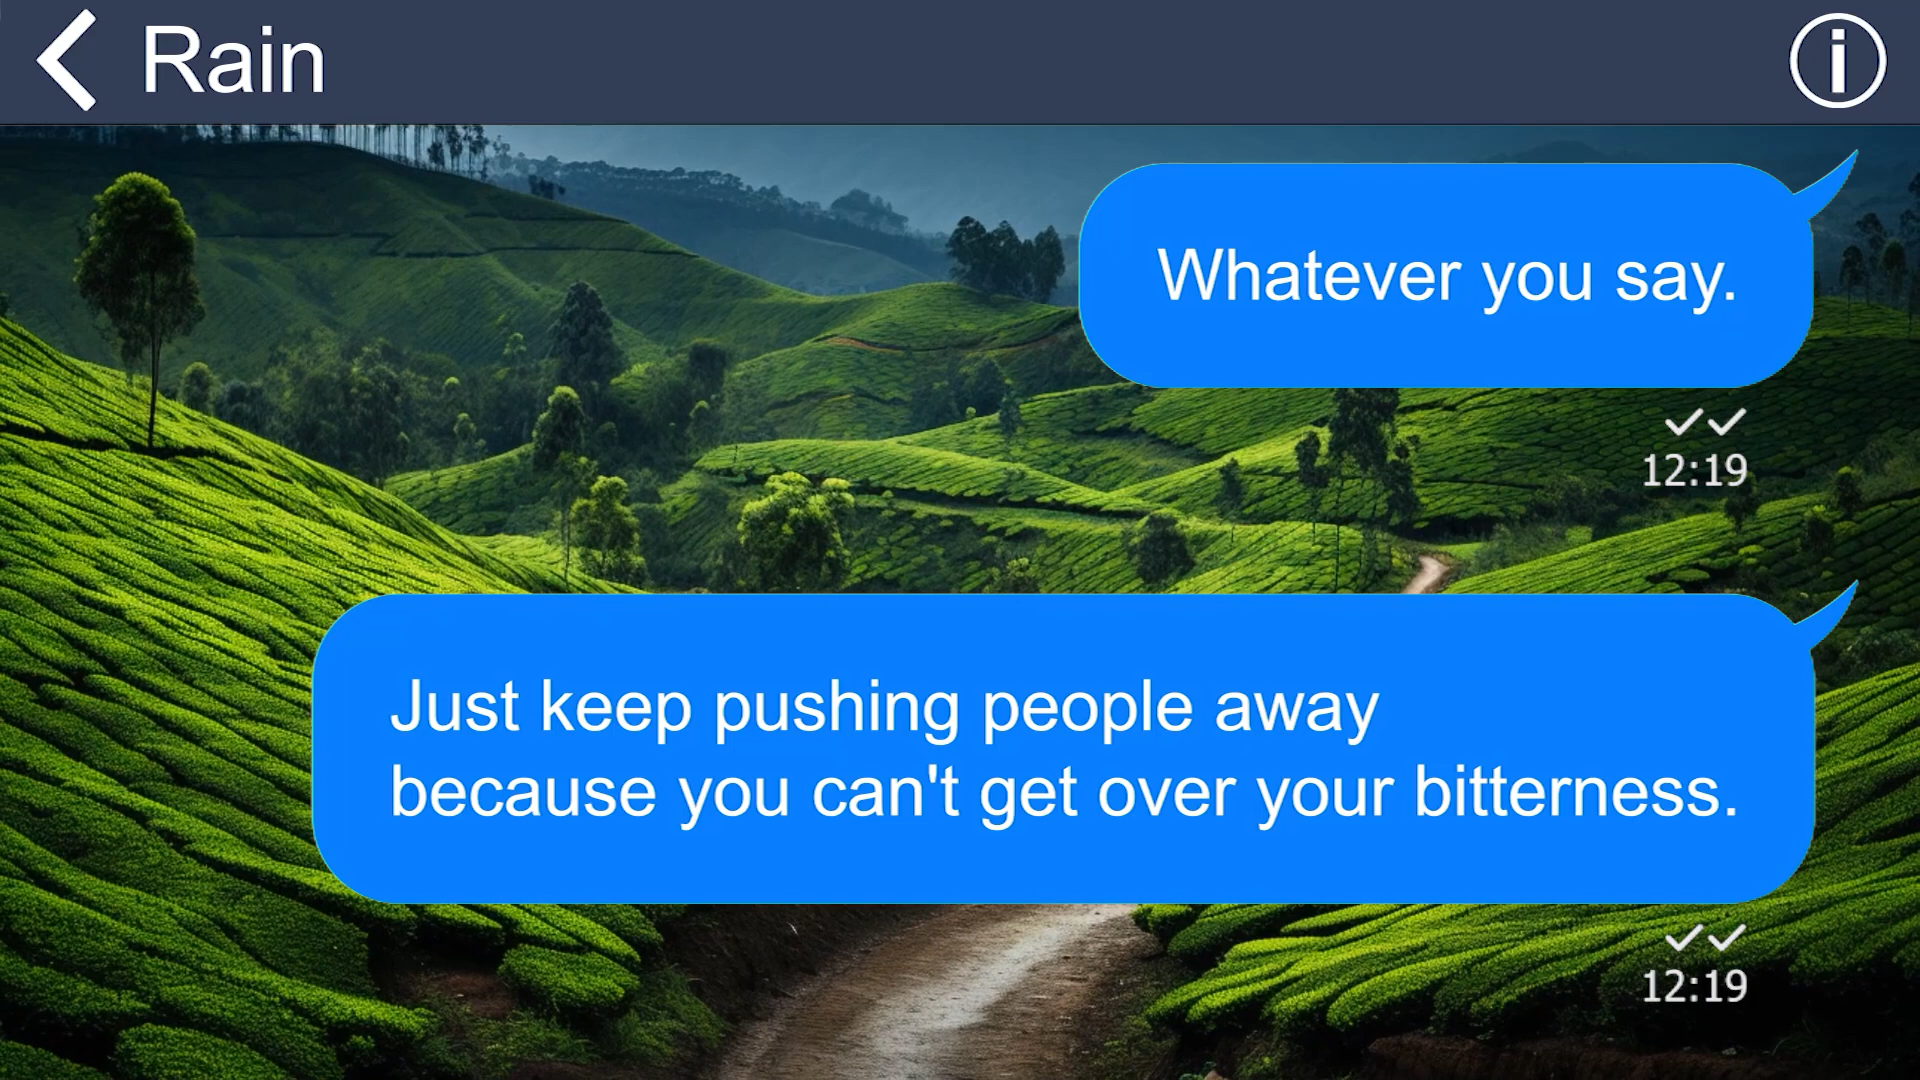 Rain
Whatever you say.
12:19
Just keep pushing people away
because you can't get over your bitterness.
12:19